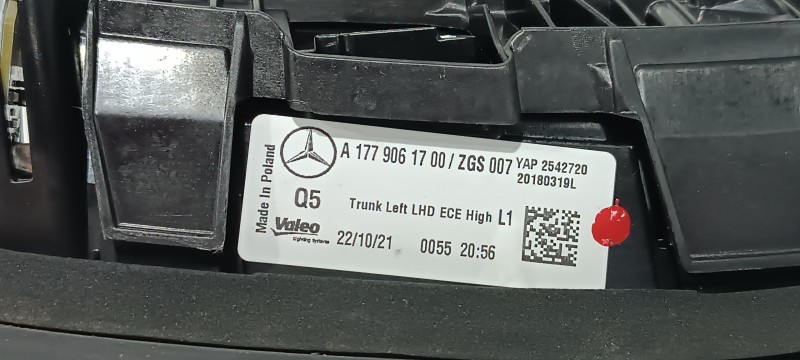 Made In Poland
A 177 906 17 00 / ZGS 007 YAP 2542720
20180319L
Q5 Trunk Left LHD ECE High L1
Valeo
Lighting Systems
22/10/21 0055 20:56